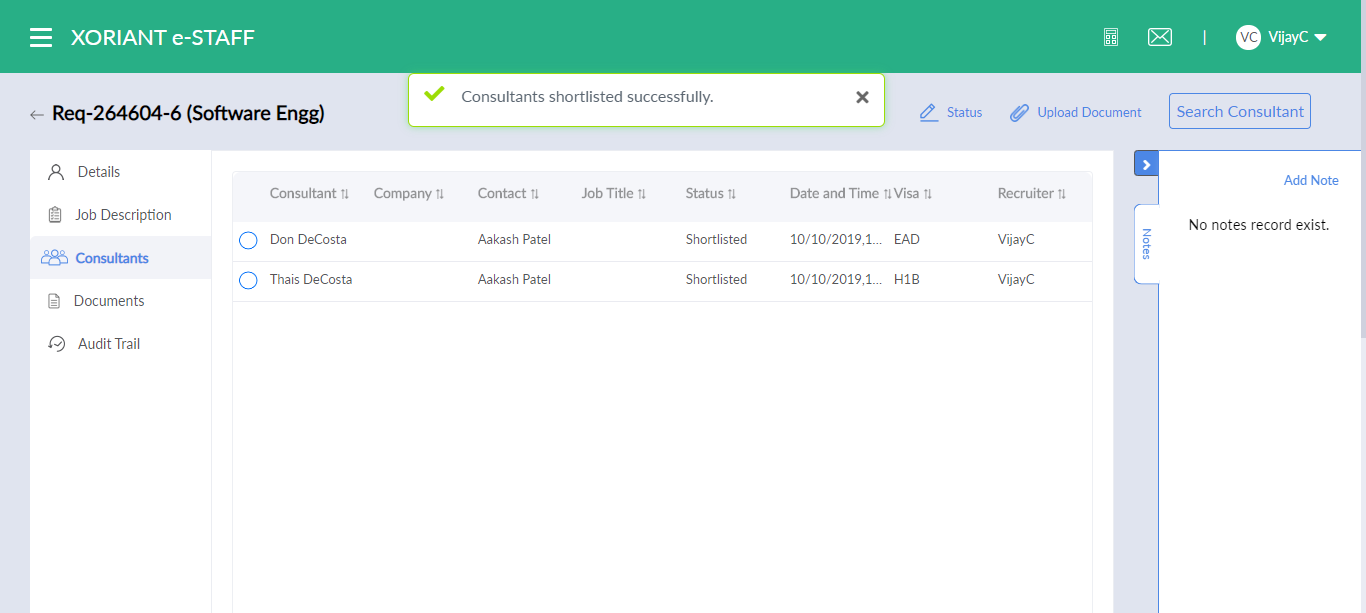 XORIANT e-STAFF
VC VijayC
Consultants shortlisted successfully.
Req-264604-6 (Software Engg)
Status
Upload Document
Search Consultant
Details
Job Description
Consultants
Documents
Audit Trail
Consultant Company Contact Job Title Status Date and Time Visa Recruiter
Don DeCosta Aakash Patel Shortlisted 10/10/2019,1... EAD VijayC
Thais DeCosta Aakash Patel Shortlisted 10/10/2019,1... H1B VijayC
Notes
Add Note
No notes record exist.